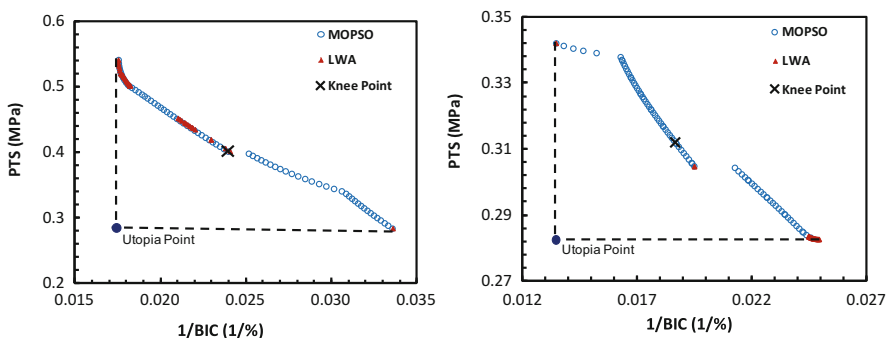 0.6
0.5
0.4
0.3
0.2
PTS (MPa)
MOPSO
LWA
Knee Point
Utopia Point
0.015
0.020
0.025
0.030
0.035
1/BIC (1/%)
0.35
0.33
0.31
0.29
0.27
PTS (MPa)
MOPSO
LWA
Knee Point
Utopia Point
0.012
0.017
0.022
0.027
1/BIC (1/%)